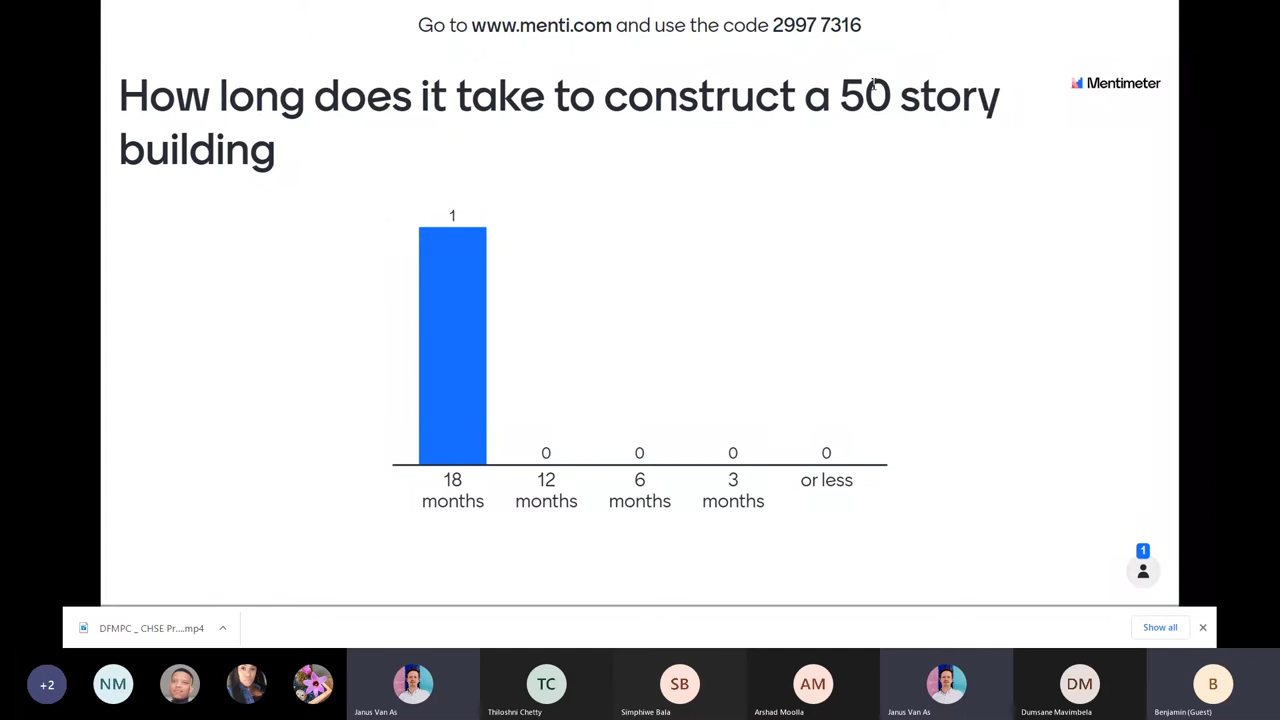 Go to www.menti.com and use the code 2997 7316
How long does it take to construct a 50 story
building
Mentimeter
1
0
0
0
0
18
months
12
months
6
months
3
months
or less
1
DFMPC _ CHSE Pr....mp4
Show all
+2
NM
TC
SB
AM
DM
B
Janus Van As
Thiloshni Chetty
Simphiwe Bala
Arshad Moolla
Janus Van As
Dumsane Mavimbela
Benjamin (Guest)